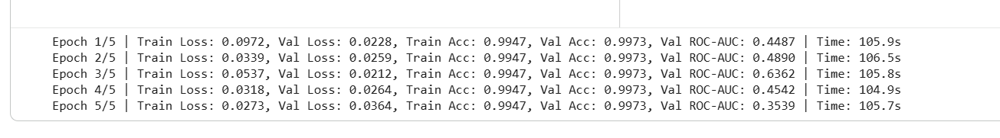 Epoch 1/5 | Train Loss: 0.0972, Val Loss: 0.0228, Train Acc: 0.9947, Val Acc: 0.9973, Val ROC-AUC: 0.4487 | Time: 105.9s
Epoch 2/5 | Train Loss: 0.0339, Val Loss: 0.0259, Train Acc: 0.9947, Val Acc: 0.9973, Val ROC-AUC: 0.4890 | Time: 106.5s
Epoch 3/5 | Train Loss: 0.0537, Val Loss: 0.0212, Train Acc: 0.9947, Val Acc: 0.9973, Val ROC-AUC: 0.6362 | Time: 105.8s
Epoch 4/5 | Train Loss: 0.0318, Val Loss: 0.0264, Train Acc: 0.9947, Val Acc: 0.9973, Val ROC-AUC: 0.4542 | Time: 104.9s
Epoch 5/5 | Train Loss: 0.0273, Val Loss: 0.0364, Train Acc: 0.9947, Val Acc: 0.9973, Val ROC-AUC: 0.3539 | Time: 105.7s